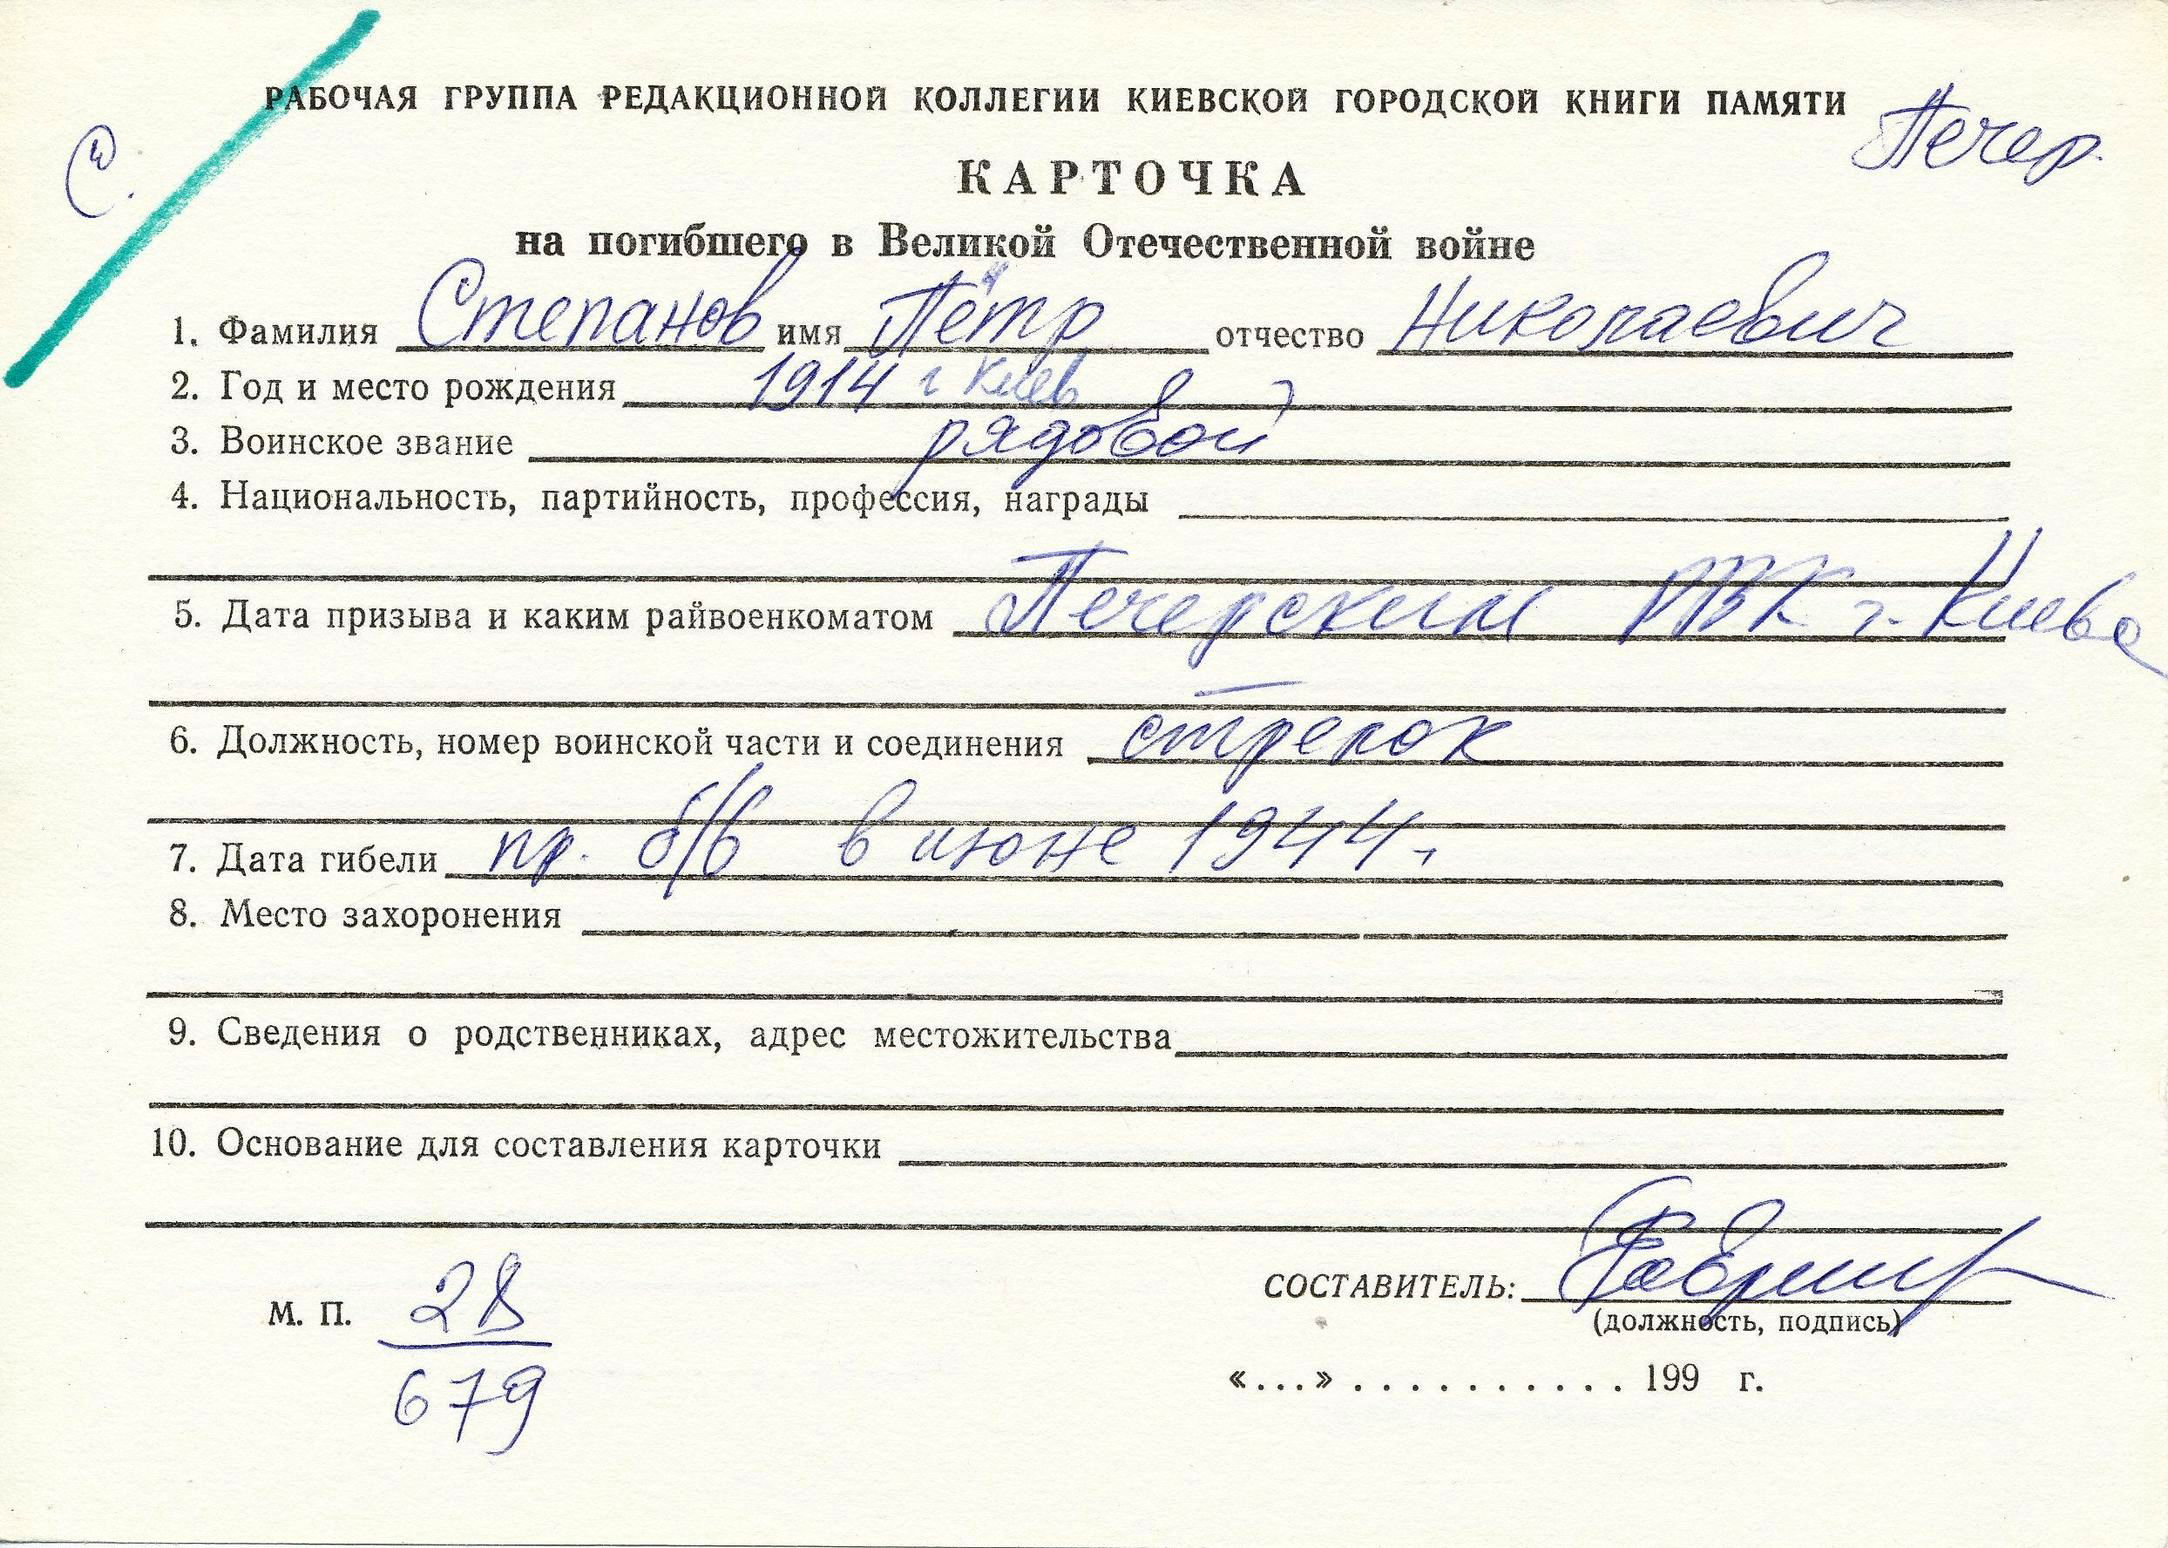 РАБОЧАЯ ГРУППА РЕДАКЦИОННОЙ КОЛЛЕГИИ КИЕВСКОЙ ГОРОДСКОЙ КНИГИ ПАМЯТИ
Печер.
С.
КАРТОЧКА
на погибшего в Великой Отечественной войне
1. Фамилия Степанов имя Пётр отчество Николаевич
2. Год и место рождения 1914 г Киев
3. Воинское звание рядовой
4. Национальность, партийность, профессия, награды
5. Дата призыва и каким райвоенкоматом Печерским РВК г. Киева
6. Должность, номер воинской части и соединения стрелок
7. Дата гибели пр. б/в в июне 1944 г
8. Место захоронения
9. Сведения о родственниках, адрес местожительства
10. Основание для составления карточки
М. П. 28
679
СОСТАВИТЕЛЬ:
(должность, подпись)
«...» ........... 199 г.